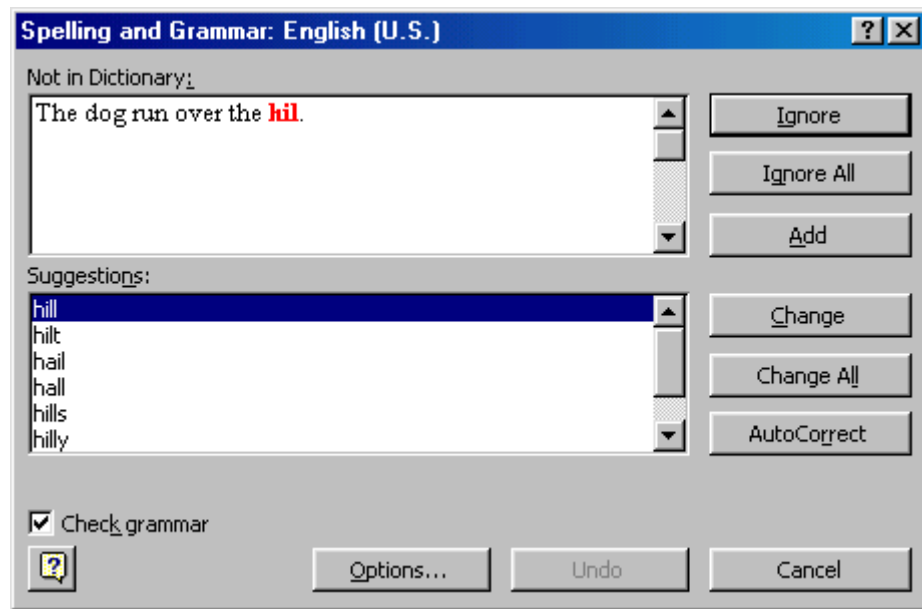 Spelling and Grammar: English (U.S.)
Not in Dictionary:
The dog run over the hil.
Ignore
Ignore All
Add
Suggestions:
hill
hilt
hail
hall
hills
hilly
Change
Change All
AutoCorrect
Check grammar
Options...
Undo
Cancel